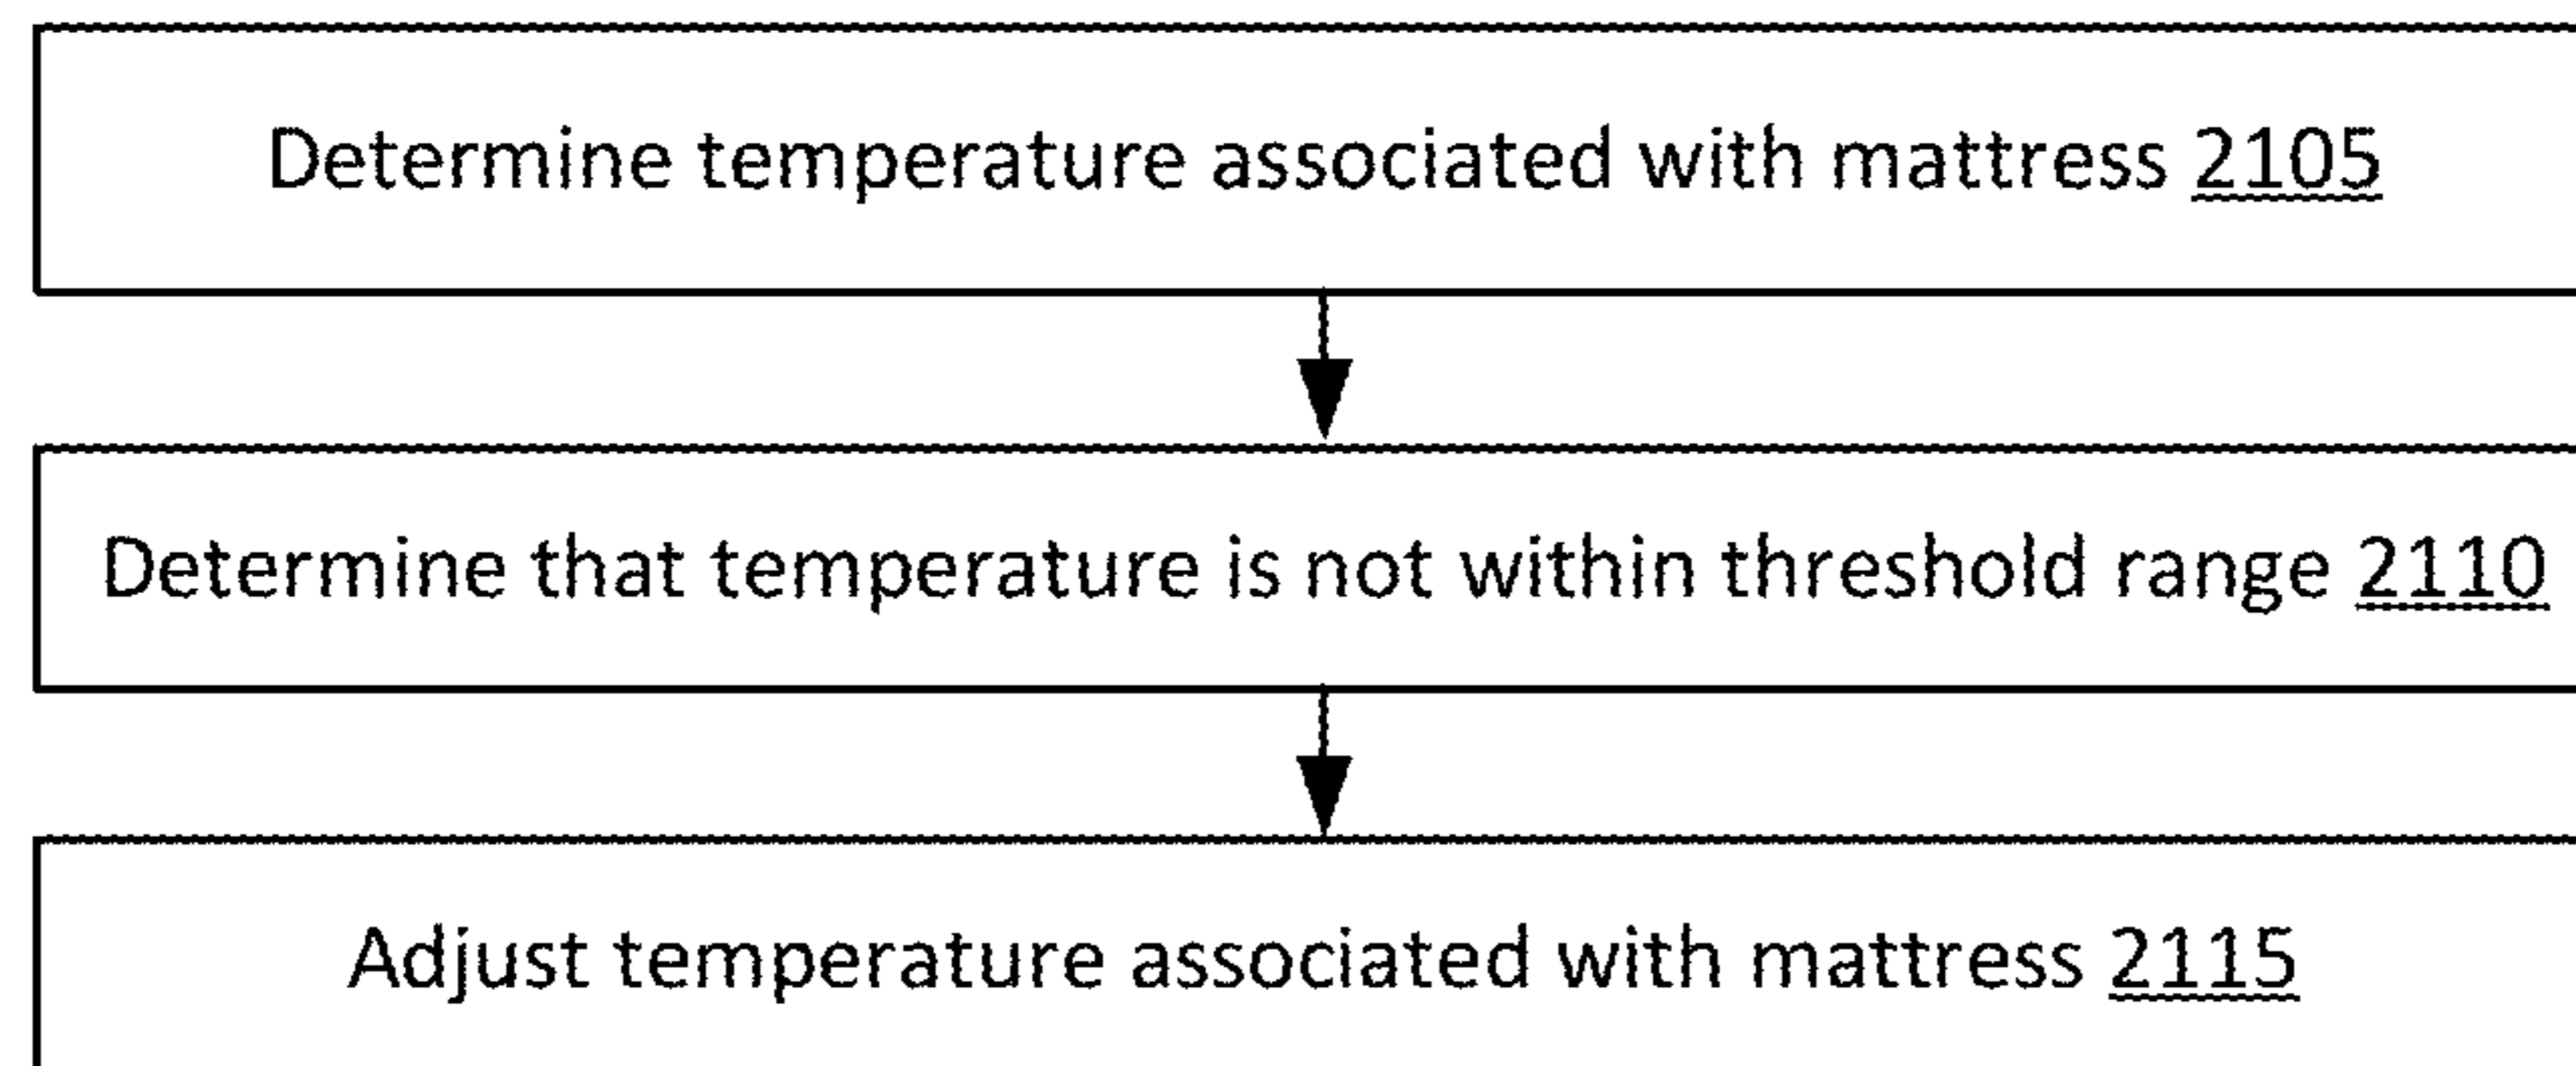 Determine temperature associated with mattress 2105
Determine that temperature is not within threshold range 2110
Adjust temperature associated with mattress 2115